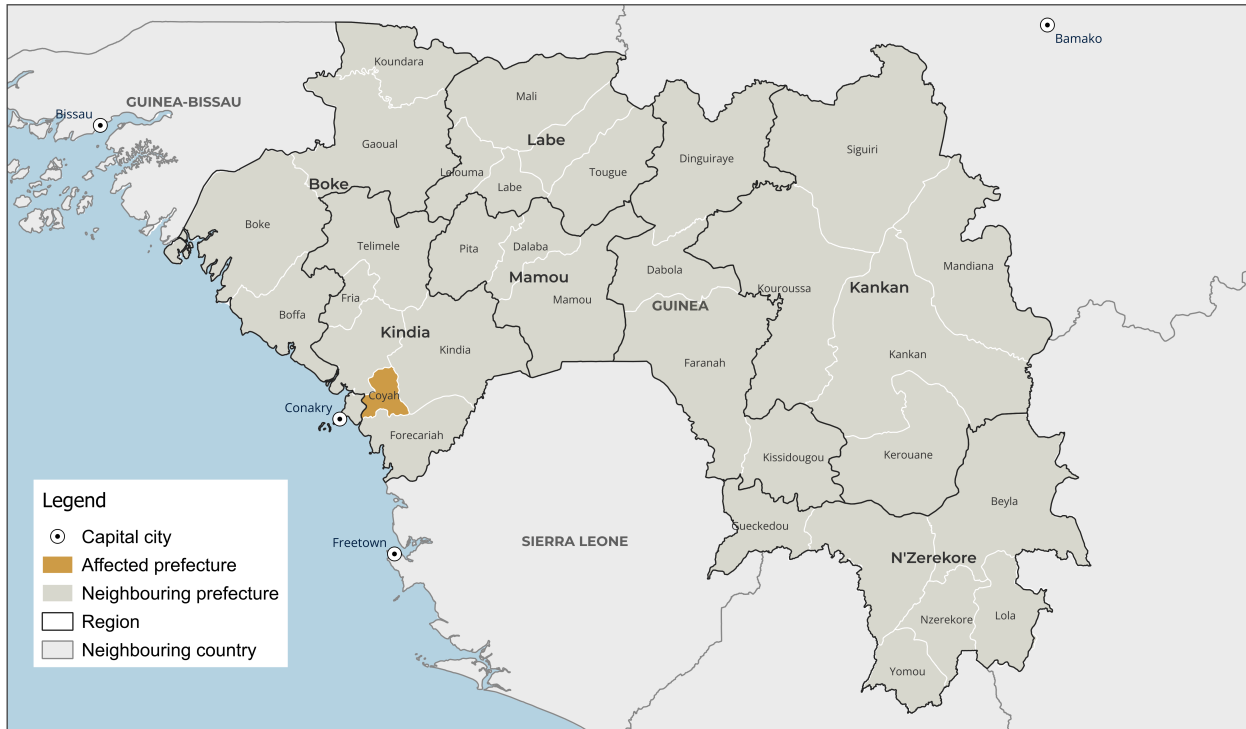 Bamako
Koundara
GUINEA-BISSAU
Bissau
Mali
Labe
Gaoual
Siguiri
Dinguiraye
Lelouma
Tougue
Boke
Labe
Boke
Telimele
Pita
Dalaba
Mandiana
Dabola
Mamou
Kouroussa
Kankan
Fria
Mamou
GUINEA
Boffa
Kindia
Kindia
Kankan
Faranah
Coyah
Conakry
Forecariah
Kissidougou
Kerouane
Beyla
Legend
Gueckedou
Capital city
Freetown
SIERRA LEONE
N'Zerekore
Affected prefecture
Neighbouring prefecture
Region
Nzerekore
Lola
Neighbouring country
Yomou